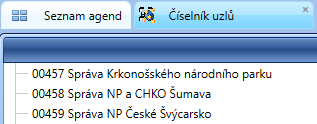 Seznam agend
Číselník uzlů
00457 Správa Krkonošského národního parku
00458 Správa NP a CHKO Šumava
00459 Správa NP České Švýcarsko